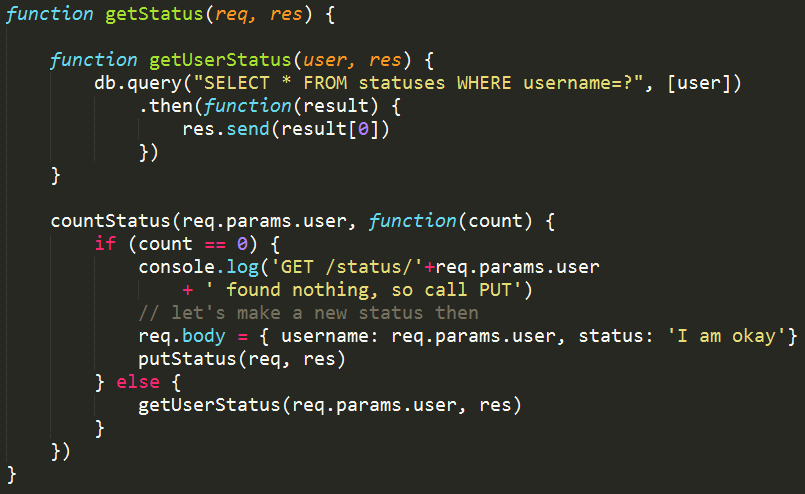 function getStatus(req, res) {
function getUserStatus(user, res) {
db.query("SELECT * FROM statuses WHERE username=?", [user])
.then(function(result) {
res.send(result[0])
})
}
countStatus(req.params.user, function(count) {
if (count == 0) {
console.log('GET /status/'+req.params.user
+ ' found nothing, so call PUT')
// let's make a new status then
req.body = { username: req.params.user, status: 'I am okay'}
putStatus(req, res)
} else {
getUserStatus(req.params.user, res)
}
})
}